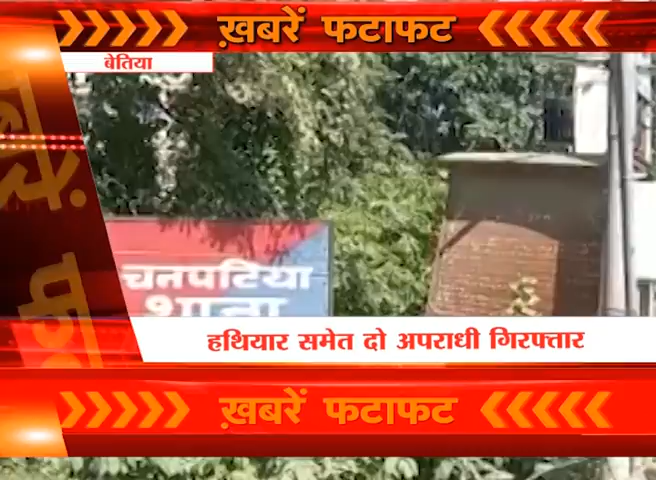 ख़बरें फटाफट
बेतिया
चनपटिया
थाना
हथियार समेत दो अपराधी गिरफ्तार
ख़बरें फटाफट